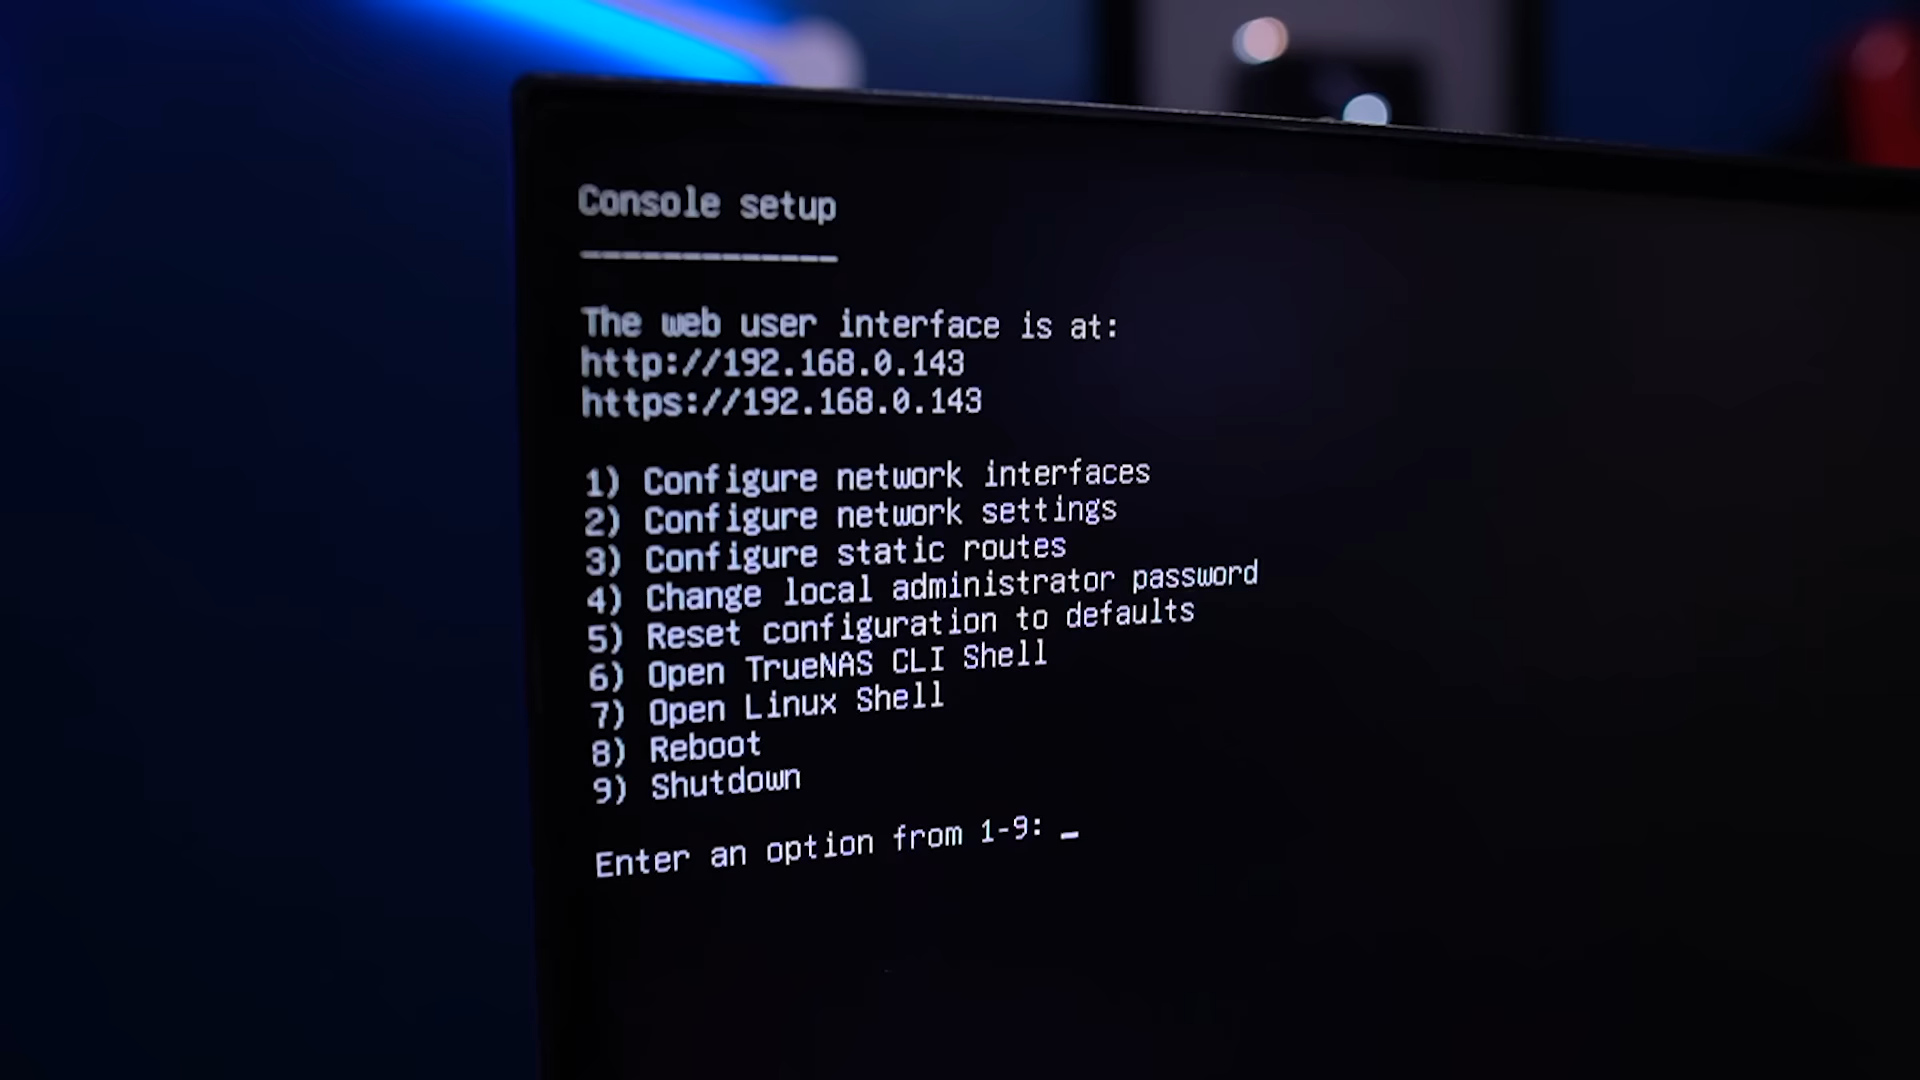 Console setup
-------------
The web user interface is at:
http://192.168.0.143
https://192.168.0.143
1) Configure network interfaces
2) Configure network settings
3) Configure static routes
4) Change local administrator password
5) Reset configuration to defaults
6) Open TrueNAS CLI Shell
7) Open Linux Shell
8) Reboot
9) Shutdown
Enter an option from 1-9: _